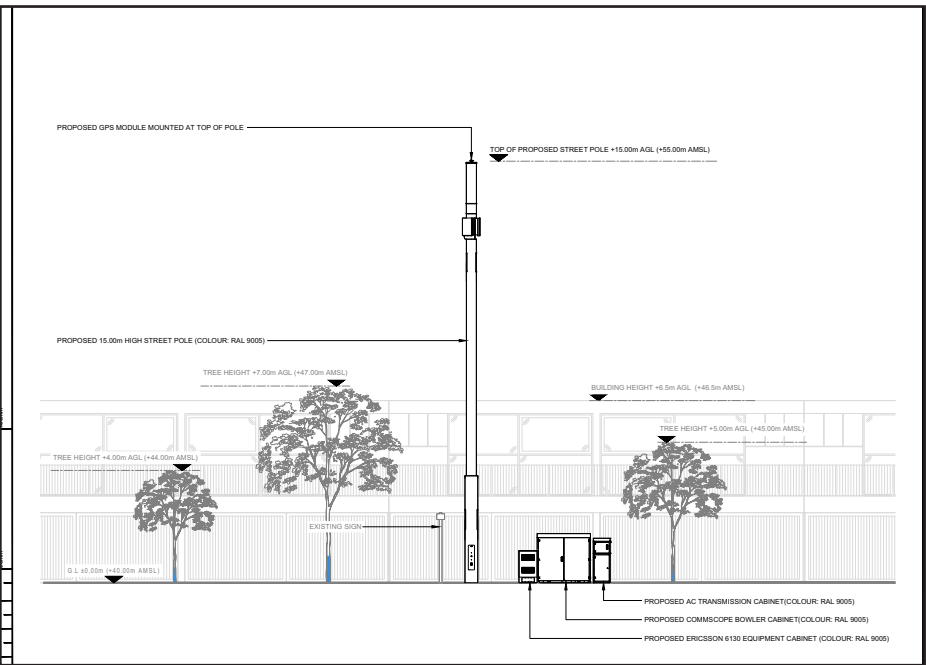 PROPOSED GPS MODULE MOUNTED AT TOP OF POLE
TOP OF PROPOSED STREET POLE +15.00m AGL (+55.00m AMSL)
PROPOSED 15.00m HIGH STREET POLE (COLOUR: RAL 9005)
TREE HEIGHT +7.00m AGL (+47.00m AMSL)
BUILDING HEIGHT +6.5m AGL (+46.5m AMSL)
TREE HEIGHT +5.00m AGL (+45.00m AMSL)
TREE HEIGHT +4.00m AGL (+44.00m AMSL)
EXISTING SIGN
G.L ±0.00m (+40.00m AMSL)
PROPOSED AC TRANSMISSION CABINET(COLOUR: RAL 9005)
PROPOSED COMMSCOPE BOWLER CABINET(COLOUR: RAL 9005)
PROPOSED ERICSSON 6130 EQUIPMENT CABINET (COLOUR: RAL 9005)